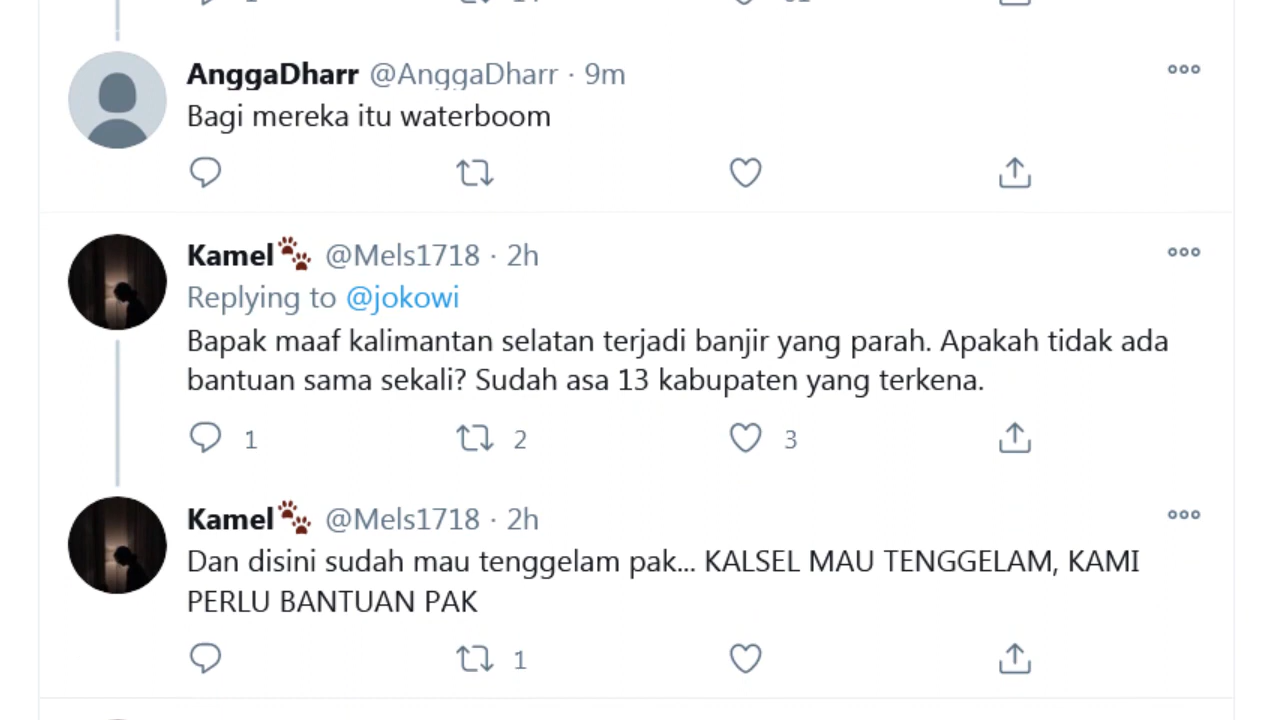 AnggaDharr @AnggaDharr · 9m
Bagi mereka itu waterboom
Kamel @Mels1718 · 2h
Replying to @jokowi
Bapak maaf kalimantan selatan terjadi banjir yang parah. Apakah tidak ada
bantuan sama sekali? Sudah asa 13 kabupaten yang terkena.
1 2 3
Kamel @Mels1718 · 2h
Dan disini sudah mau tenggelam pak... KALSEL MAU TENGGELAM, KAMI
PERLU BANTUAN PAK
1